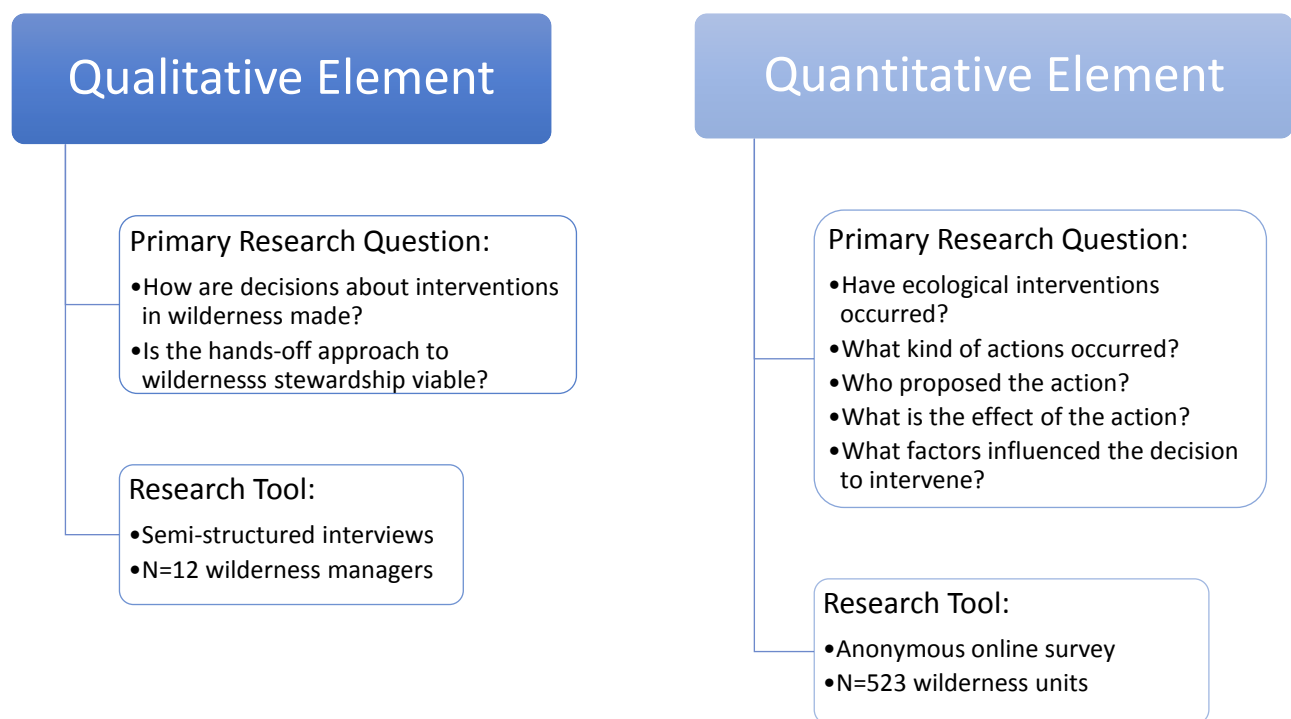 Qualitative Element
Primary Research Question:
•How are decisions about interventions
in wilderness made?
•Is the hands-off approach to
wildernesss stewardship viable?
Research Tool:
•Semi-structured interviews
•N=12 wilderness managers
Quantitative Element
Primary Research Question:
•Have ecological interventions
occurred?
•What kind of actions occurred?
•Who proposed the action?
•What is the effect of the action?
•What factors influenced the decision
to intervene?
Research Tool:
•Anonymous online survey
•N=523 wilderness units